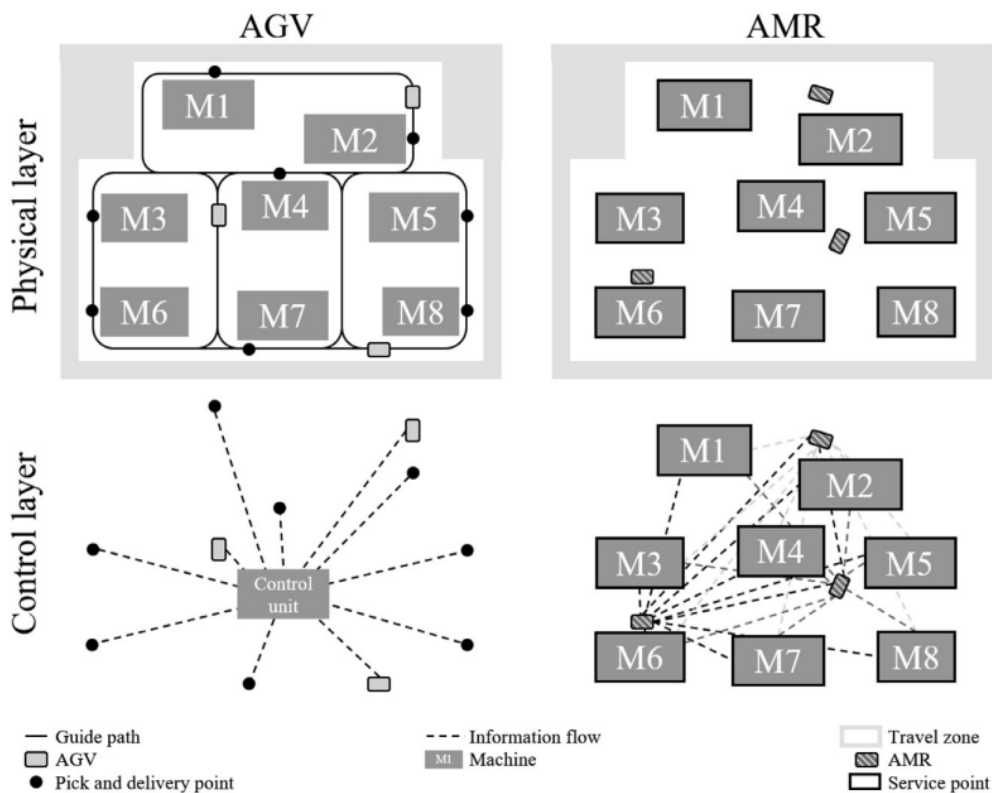 AGV
AMR
Physical layer
M1
M2
M3
M4
M5
M6
M7
M8
M1
M2
M3
M4
M5
M6
M7
M8
Control layer
Control
unit
M1
M2
M3
M4
M5
M6
M7
M8
Guide path
AGV
Pick and delivery point
Information flow
M1 Machine
Travel zone
AMR
Service point